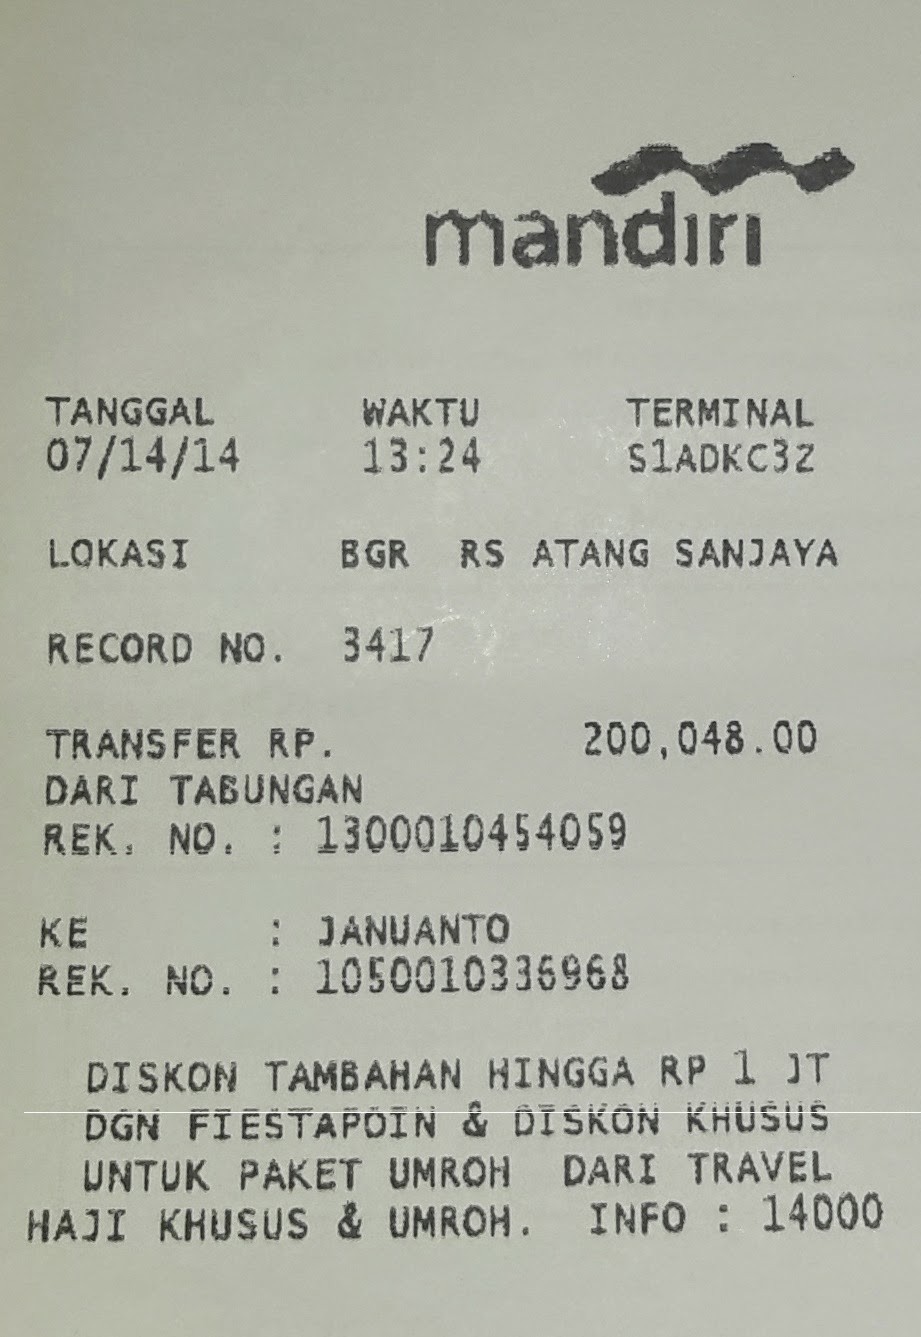 mandiri
TANGGAL WAKTU TERMINAL
07/14/14 13:24 S1ADKC3Z
LOKASI BGR RS ATANG SANJAYA
RECORD NO. 3417
TRANSFER RP. 200,048.00
DARI TABUNGAN
REK. NO. : 1300010454059
KE : JANUANTO
REK. NO. : 1050010336968
DISKON TAMBAHAN HINGGA RP 1 JT
DGN FIESTAPOIN & DISKON KHUSUS
UNTUK PAKET UMROH DARI TRAVEL
HAJI KHUSUS & UMROH. INFO : 14000